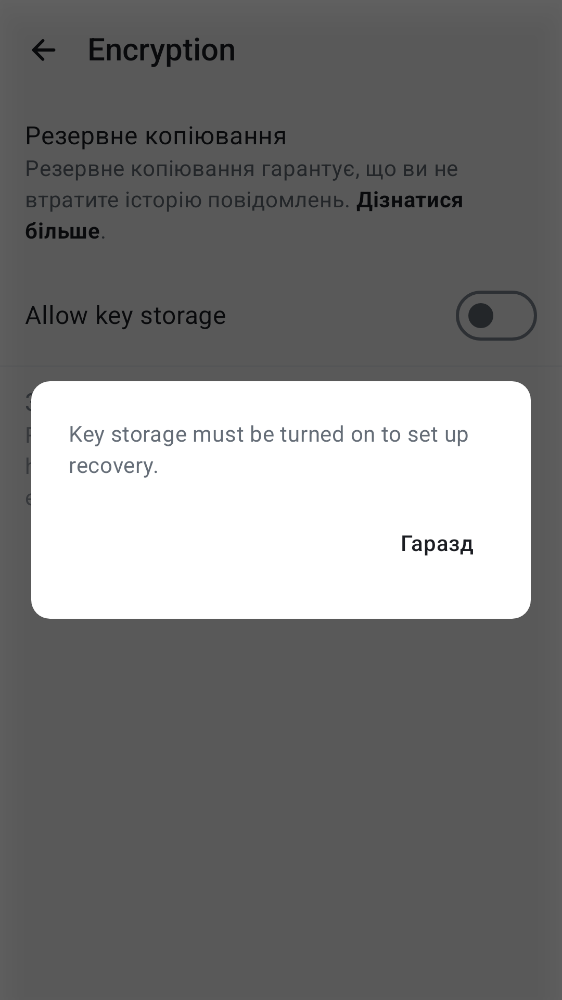 Encryption
Резервне копіювання
Резервне копіювання гарантує, що ви не
втратите історію повідомлень. Дізнатися
більше.
Allow key storage
Key storage must be turned on to set up
recovery.
Гаразд